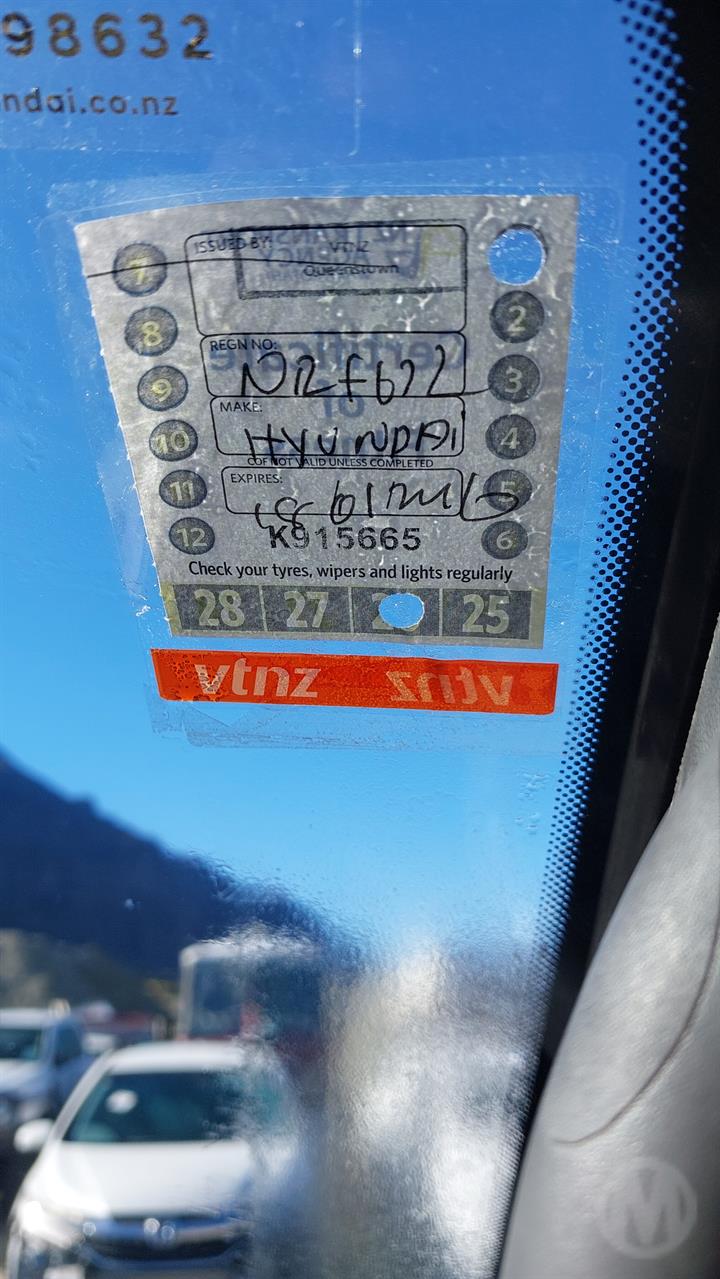 98632
ndai.co.nz
ISSUED BY:
VTNZ
Queenstown
7
8
9
10
11
12
2
3
4
5
6
REGN NO:
MAKE:
HYUNDAI
COF NOT VALID UNLESS COMPLETED
EXPIRES:
K915665
Check your tyres, wipers and lights regularly
28 27 25
vtnz vtnz
M